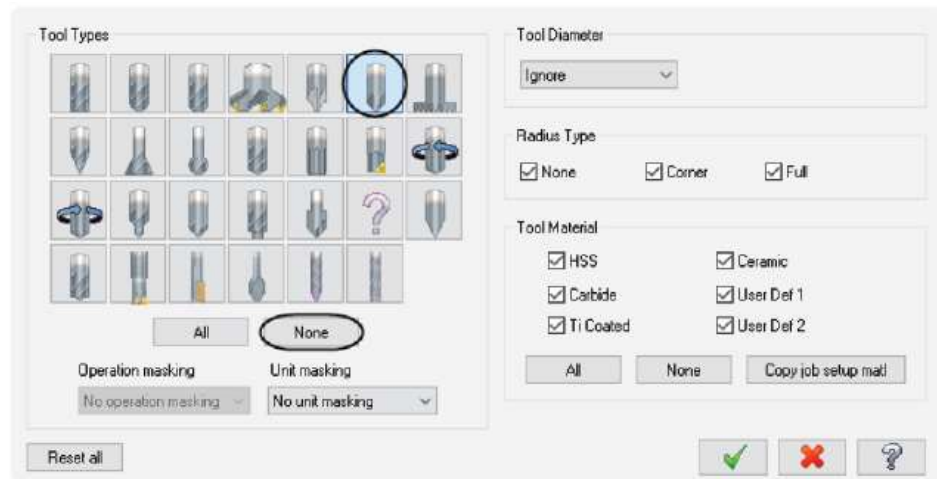 Tool Types
All
None
Operation masking
Unit masking
No operation masking
No unit masking
Reset all
Tool Diameter
Ignore
Radius Type
None
Corner
Full
Tool Material
HSS
Ceramic
Carbide
User Def 1
Ti Coated
User Def 2
All
None
Copy job setup matl